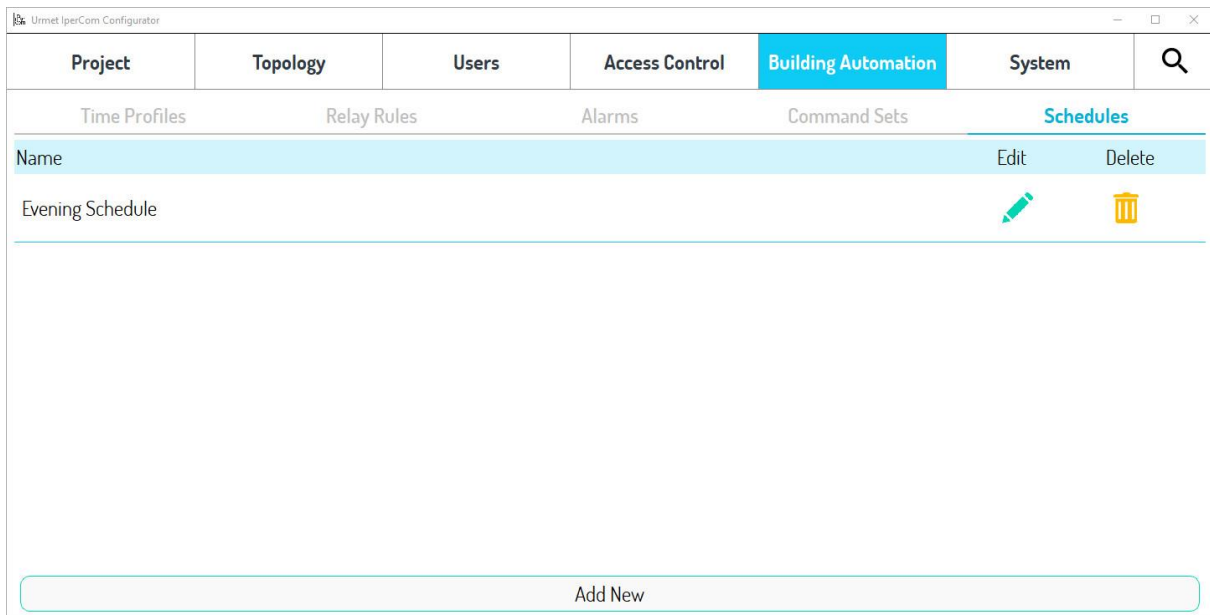 Urmet IperCom Configurator
Project Topology Users Access Control Building Automation System
Time Profiles Relay Rules Alarms Command Sets Schedules
Name Edit Delete
Evening Schedule
Add New